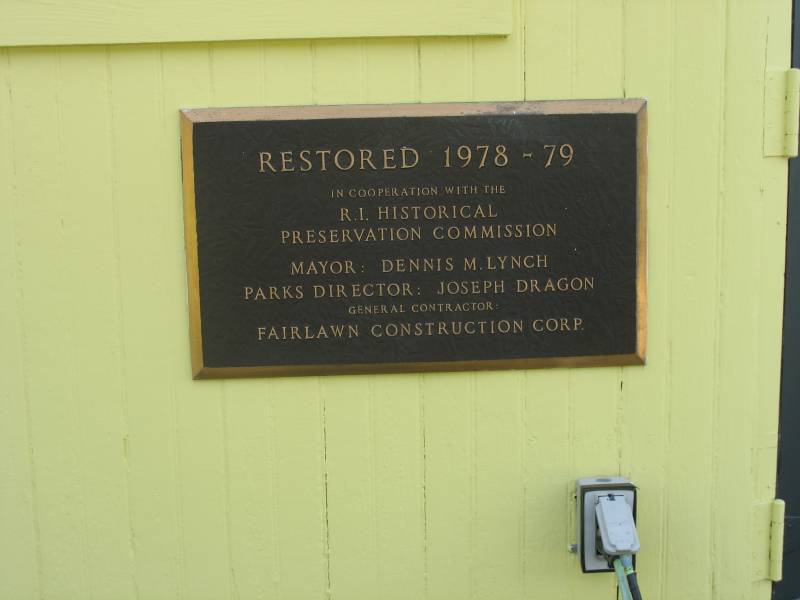 RESTORED 1978 - 79
IN COOPERATION WITH THE
R.I. HISTORICAL
PRESERVATION COMMISSION
MAYOR: DENNIS M. LYNCH
PARKS DIRECTOR: JOSEPH DRAGON
GENERAL CONTRACTOR:
FAIRLAWN CONSTRUCTION CORP.